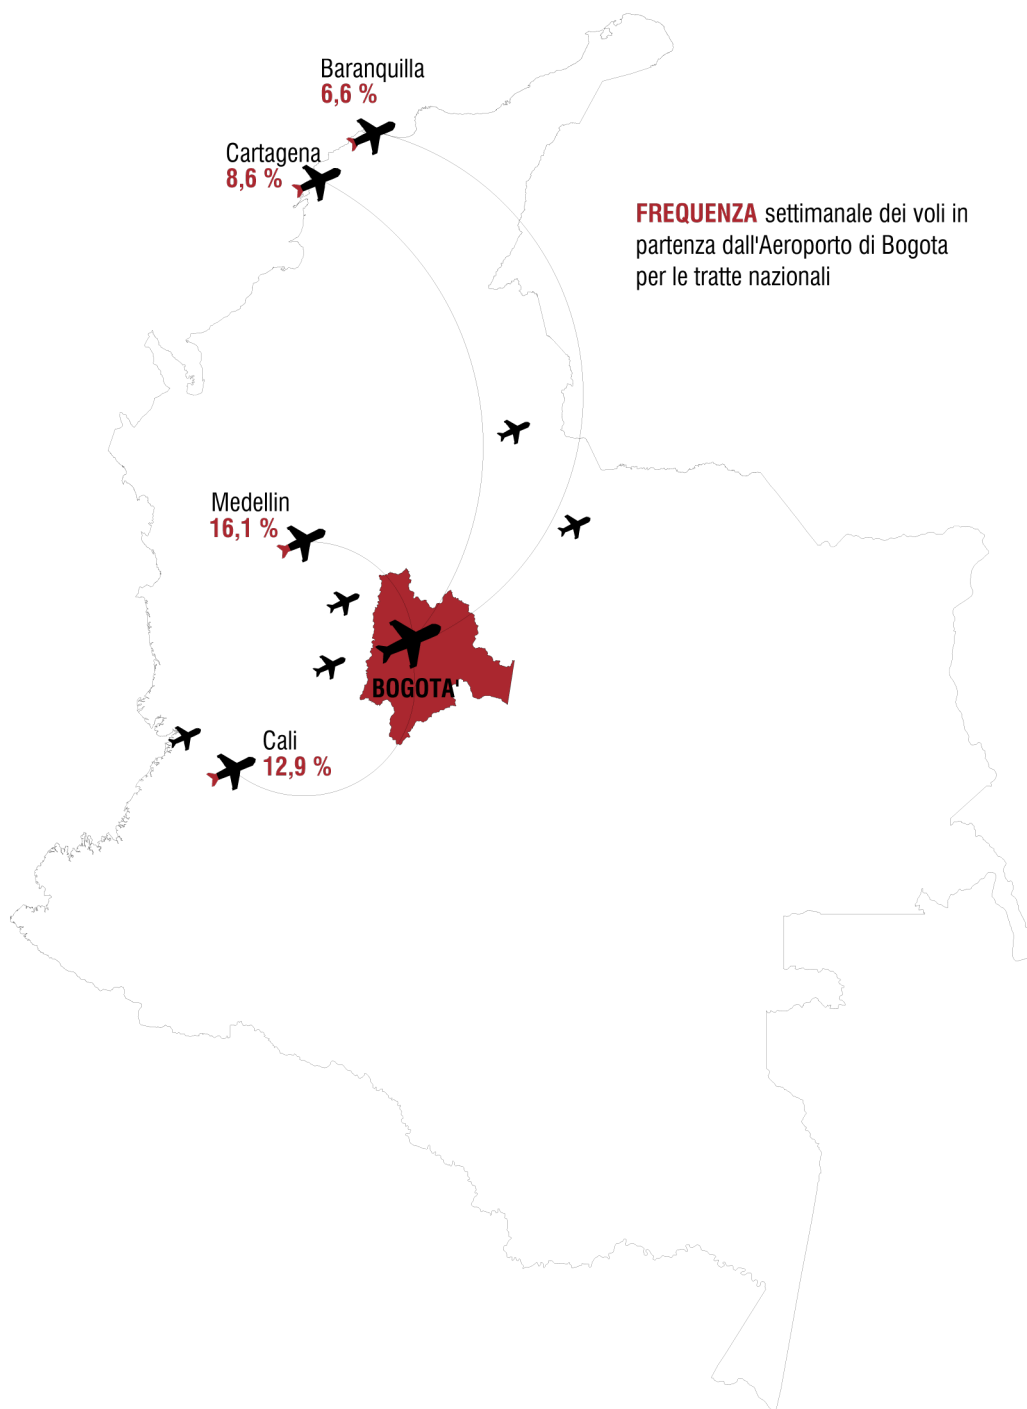 Baranquilla
6,6 %
Cartagena
8,6 %
FREQUENZA settimanale dei voli in
partenza dall'Aeroporto di Bogota
per le tratte nazionali
Medellin
16,1 %
BOGOTA'
Cali
12,9 %